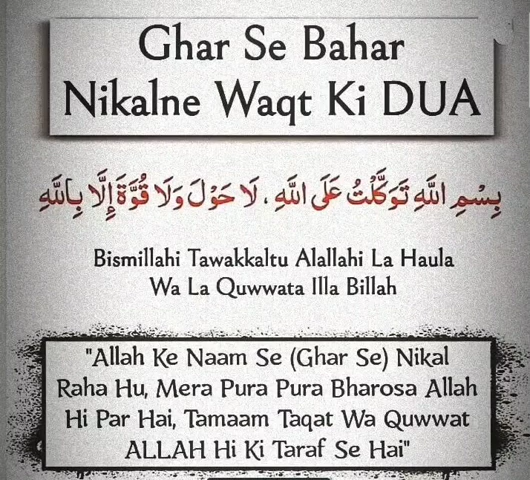 Ghar Se Bahar
Nikalne Waqt Ki DUA
بِسْمِ اللَّهِ تَوَكَّلْتُ عَلَى اللَّهِ ، لَا حَوْلَ وَلَا قُوَّةَ إِلَّا بِاللَّهِ
Bismillahi Tawakkaltu Alallahi La Haula
Wa La Quwwata Illa Billah
"Allah Ke Naam Se (Ghar Se) Nikal
Raha Hu, Mera Pura Pura Bharosa Allah
Hi Par Hai, Tamaam Taqat Wa Quwwat
ALLAH Hi Ki Taraf Se Hai"